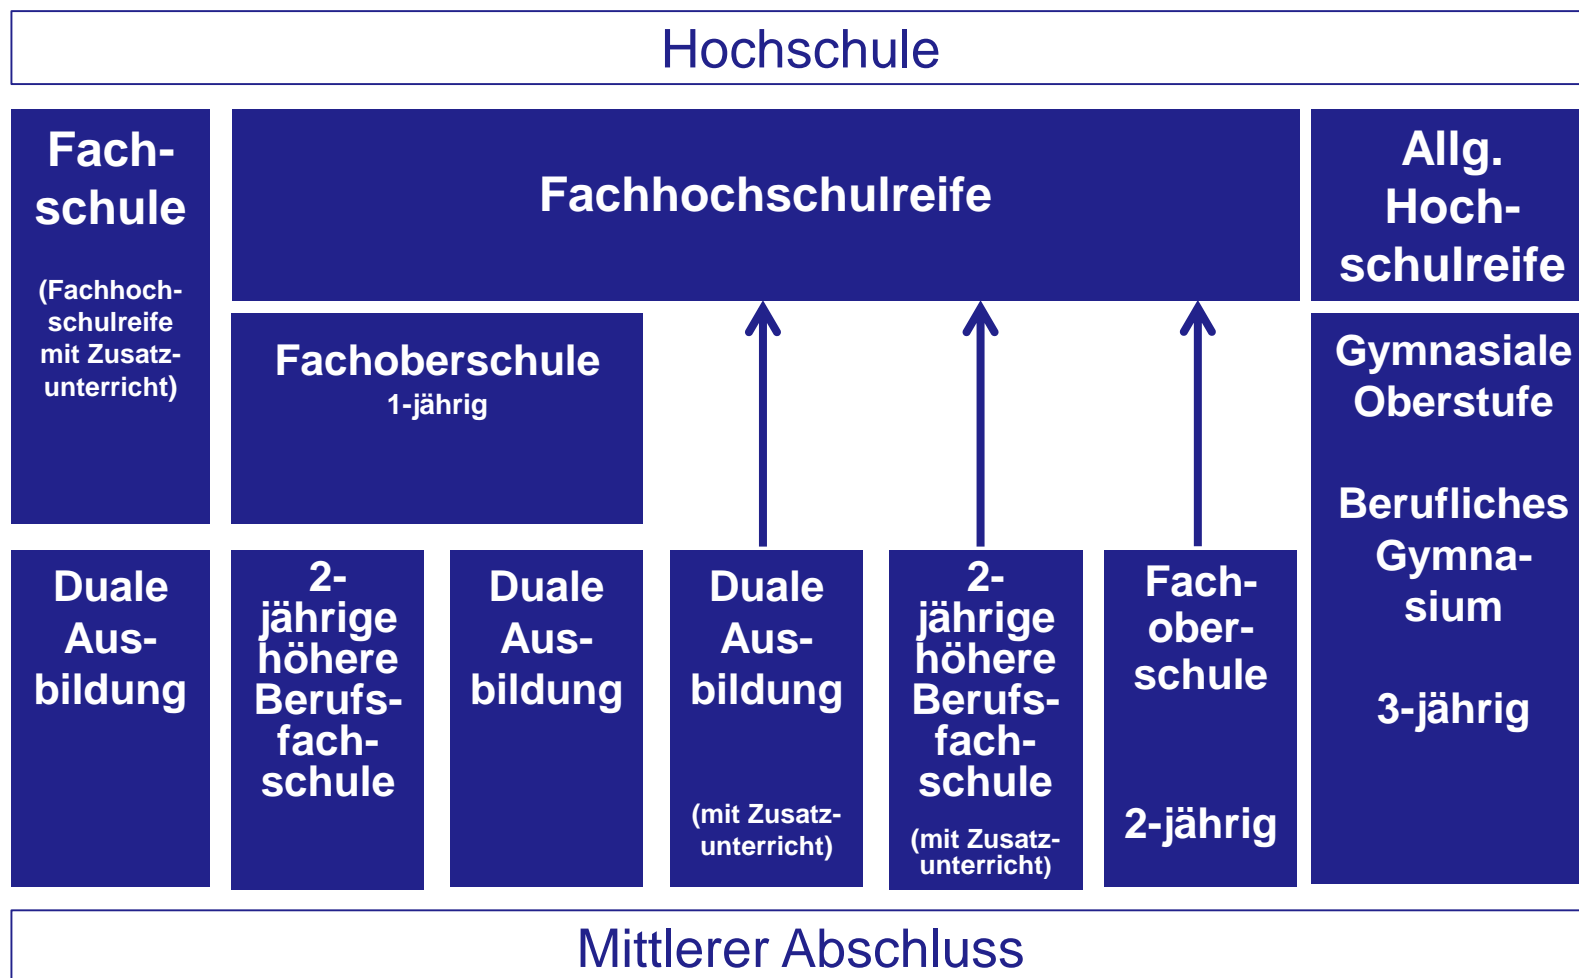 Hochschule
Fach-
schule
(Fachhoch-
schulreife
mit Zusatz-
unterricht)
Fachhochschulreife
Allg.
Hoch-
schulreife
Fachoberschule
1-jährig
Gymnasiale
Oberstufe
Berufliches
Gymna-
sium
3-jährig
Duale
Aus-
bildung
2-
jährige
höhere
Berufs-
fach-
schule
Duale
Aus-
bildung
Duale
Aus-
bildung
(mit Zusatz-
unterricht)
2-
jährige
höhere
Berufs-
fach-
schule
(mit Zusatz-
unterricht)
Fach-
ober-
schule
2-jährig
Mittlerer Abschluss